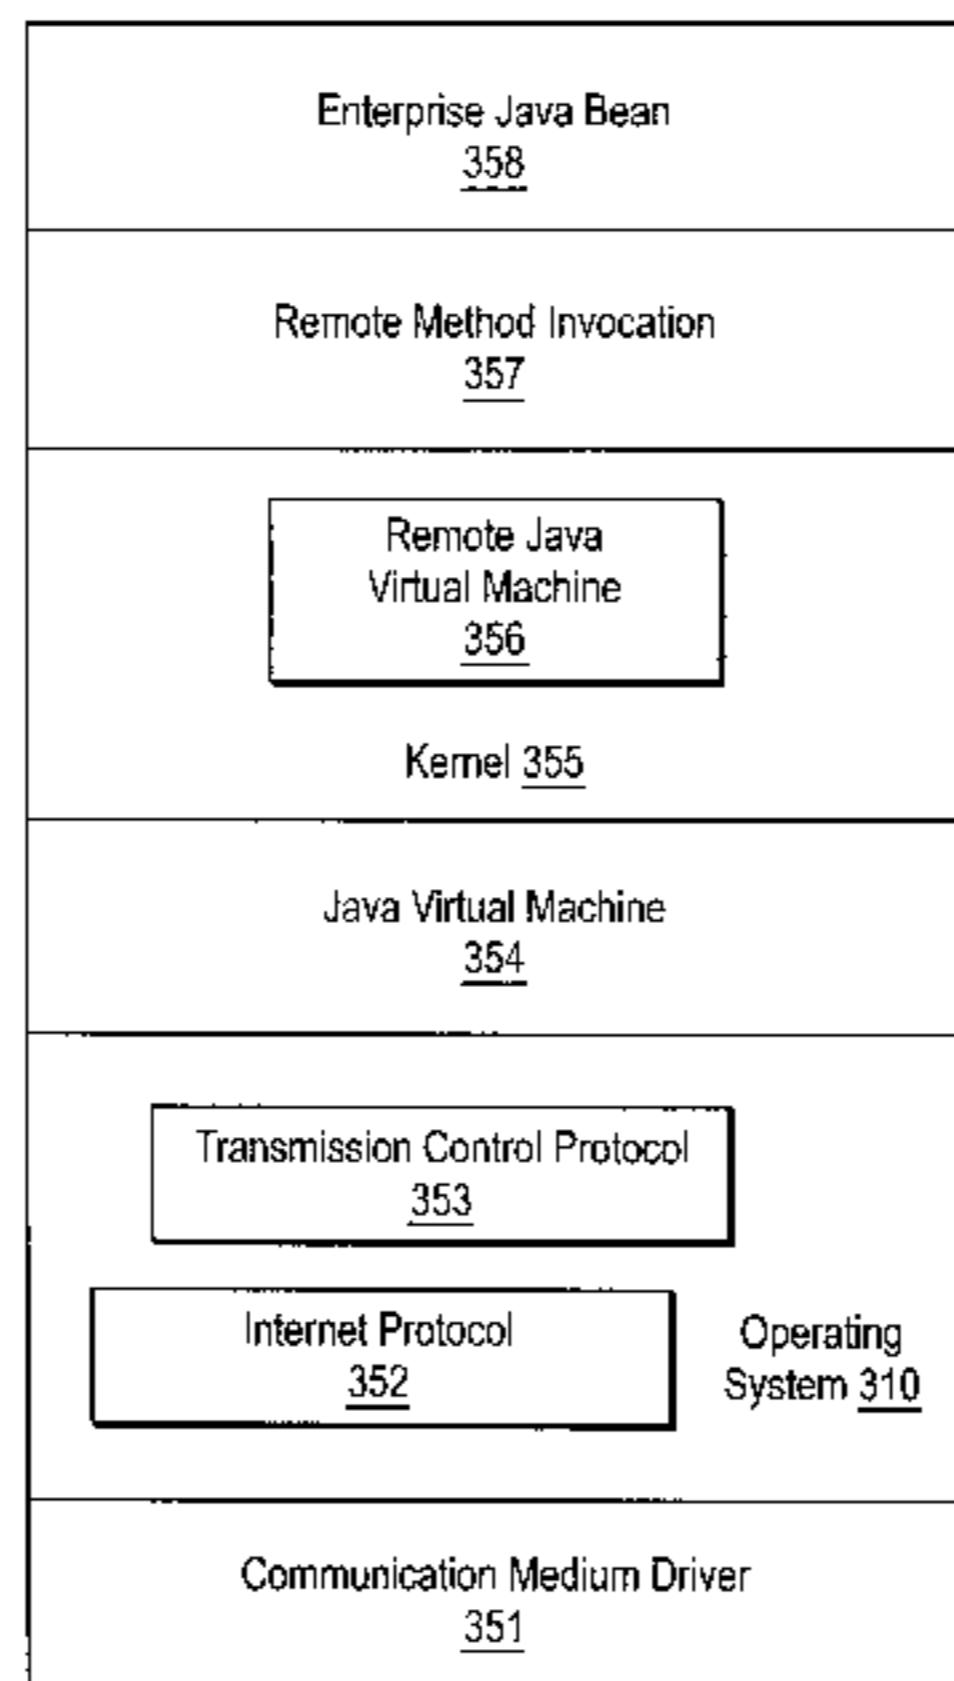 Enterprise Java Bean
358
Remote Method Invocation
357
Remote Java
Virtual Machine
356
Kernel 355
Java Virtual Machine
354
Transmission Control Protocol
353
Internet Protocol
352
Operating
System 310
Communication Medium Driver
351